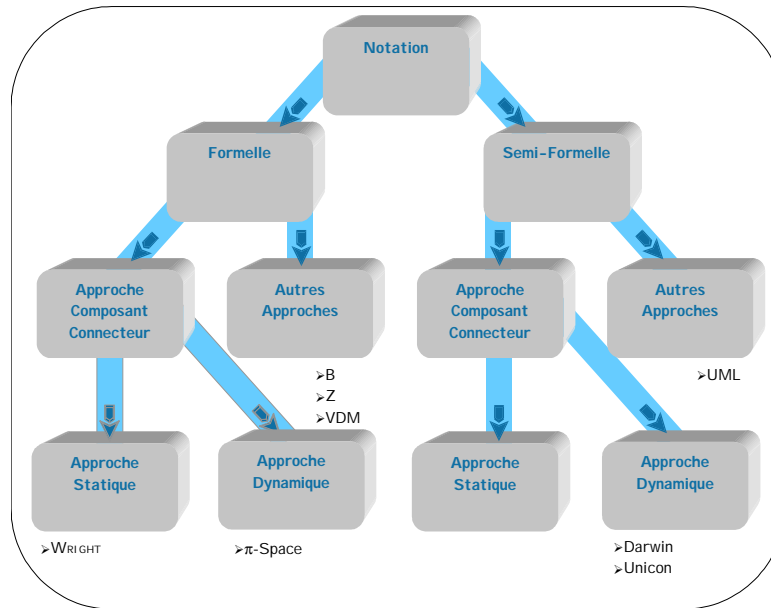 Notation
Formelle
Semi-Formelle
Approche
Composant
Connecteur
Autres
Approches
Approche
Composant
Connecteur
Autres
Approches
➢B
➢Z
➢VDM
➢UML
Approche
Statique
Approche
Dynamique
Approche
Statique
Approche
Dynamique
➢WRIGHT
➢π-Space
➢Darwin
➢Unicon